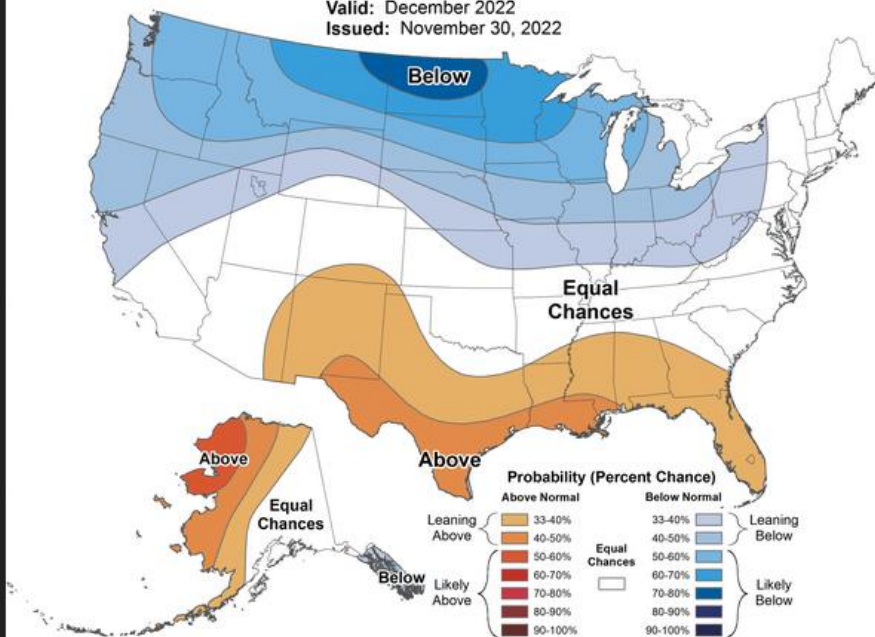 Valid: December 2022
Issued: November 30, 2022
Below
Equal
Chances
Above
Above
Equal
Chances
Below
Probability (Percent Chance)
Above Normal
Below Normal
Leaning
Above
Likely
Above
33-40%
40-50%
50-60%
60-70%
70-80%
80-90%
90-100%
Equal
Chances
33-40%
40-50%
50-60%
60-70%
70-80%
80-90%
90-100%
Leaning
Below
Likely
Below